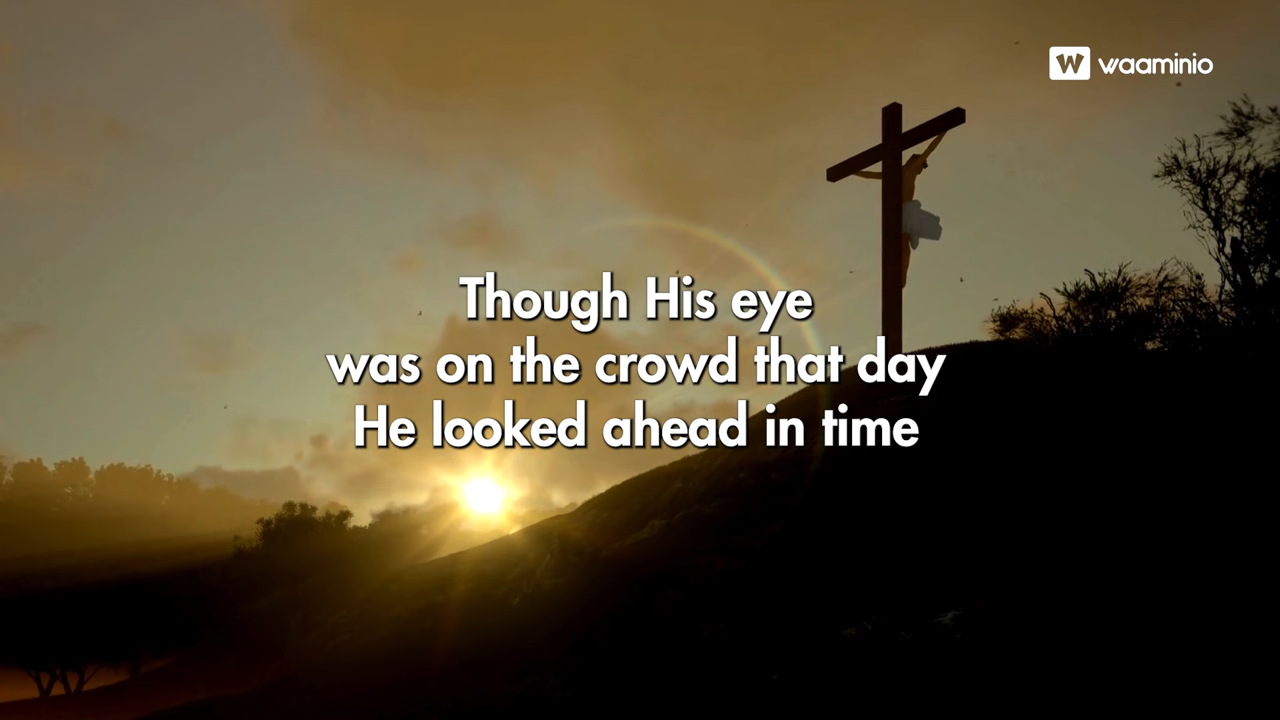 W waaminio
Though His eye
was on the crowd that day
He looked ahead in time